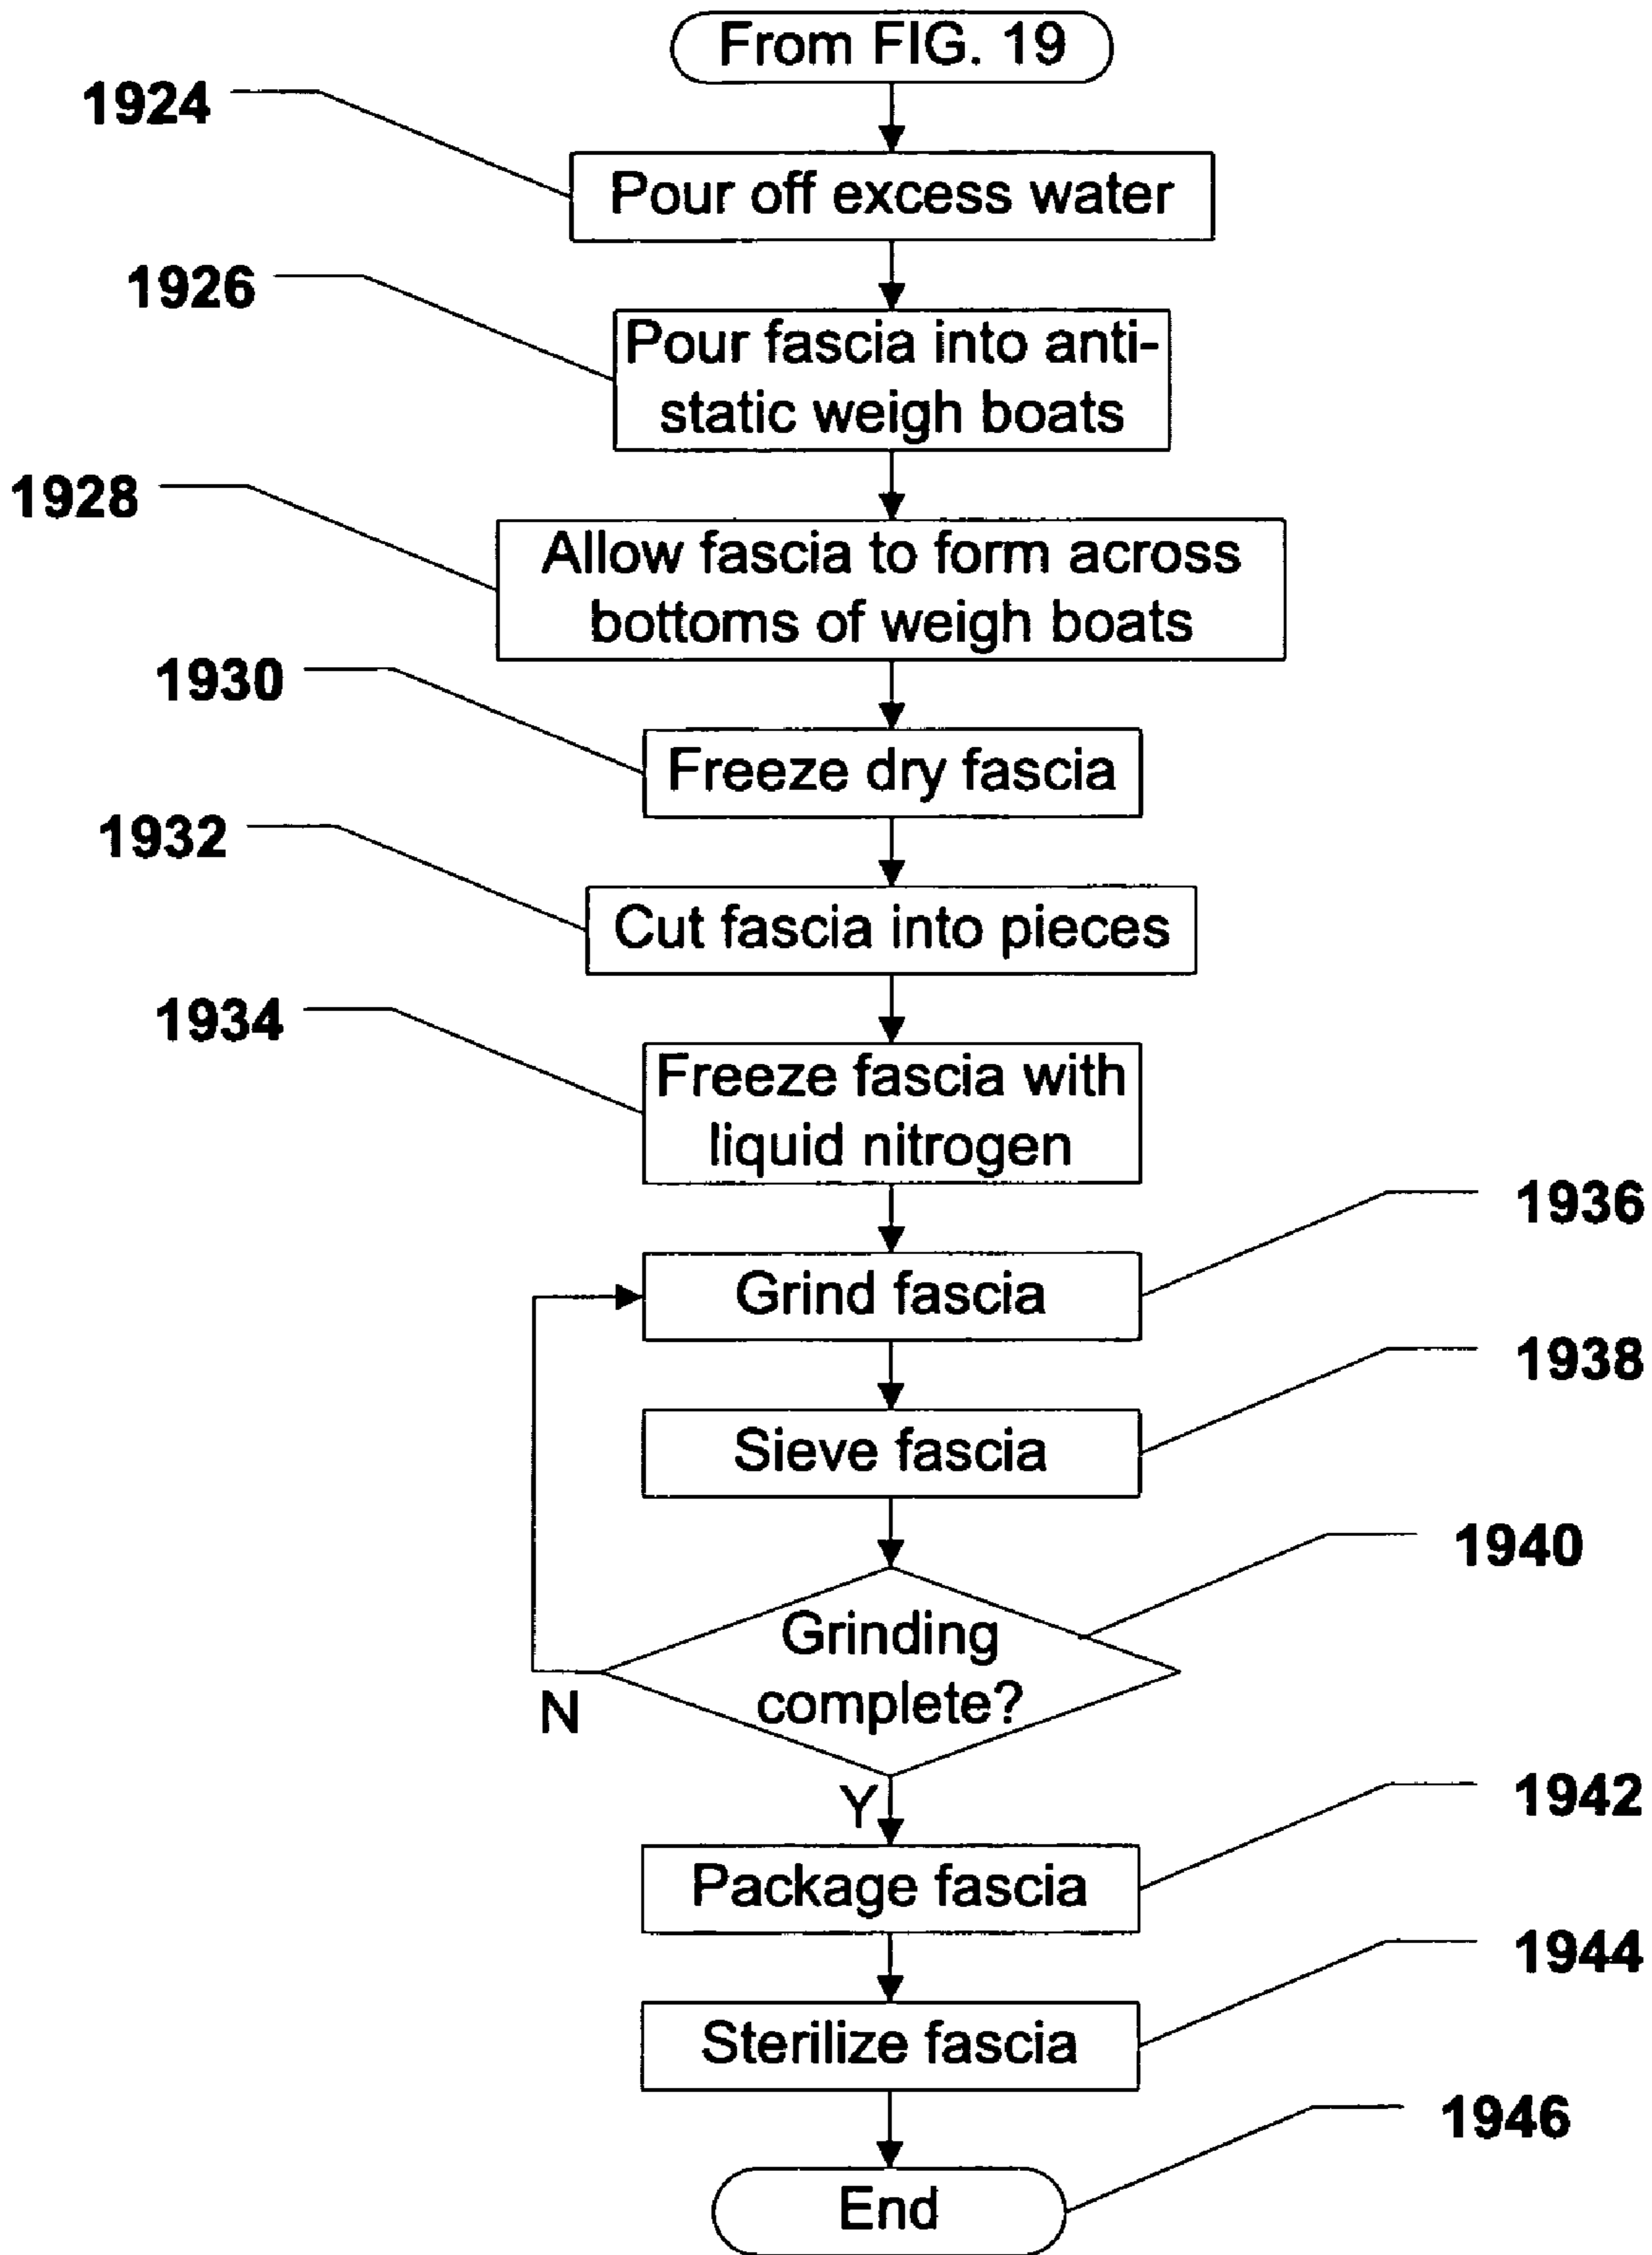 From FIG. 19
1924
Pour off excess water
1926
Pour fascia into anti-
static weigh boats
1928
Allow fascia to form across
bottoms of weigh boats
1930
Freeze dry fascia
1932
Cut fascia into pieces
1934
Freeze fascia with
liquid nitrogen
1936
Grind fascia
1938
Sieve fascia
1940
Grinding
complete?
N
Y
1942
Package fascia
1944
Sterilize fascia
1946
End